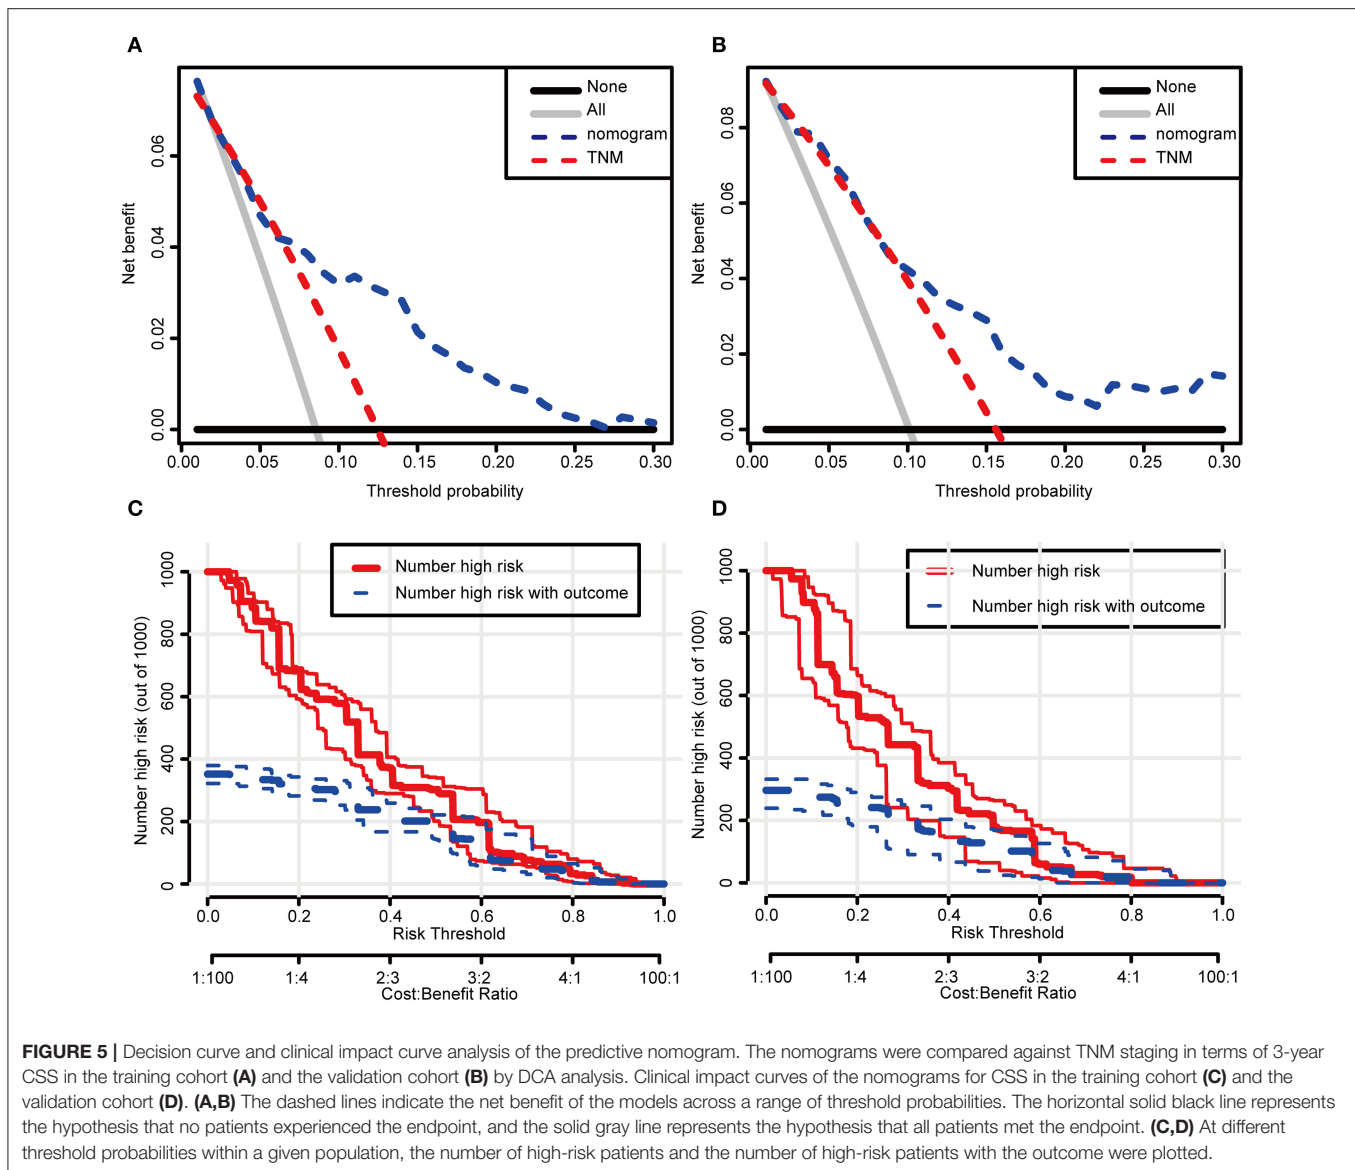 A
None
All
nomogram
TNM
Net benefit
0.06
0.04
0.02
0.00
0.00 0.05 0.10 0.15 0.20 0.25 0.30
Threshold probability
B
None
All
nomogram
TNM
Net benefit
0.08
0.06
0.04
0.02
0.00
0.00 0.05 0.10 0.15 0.20 0.25 0.30
Threshold probability
C
Number high risk
Number high risk with outcome
Number high risk (out of 1000)
1000
800
600
400
200
0
0.0 0.2 0.4 0.6 0.8 1.0
Risk Threshold
1:100 1:4 2:3 3:2 4:1 100:1
Cost:Benefit Ratio
D
Number high risk
Number high risk with outcome
Number high risk (out of 1000)
1000
800
600
400
200
0
0.0 0.2 0.4 0.6 0.8 1.0
Risk Threshold
1:100 1:4 2:3 3:2 4:1 100:1
Cost:Benefit Ratio
FIGURE 5 | Decision curve and clinical impact curve analysis of the predictive nomogram. The nomograms were compared against TNM staging in terms of 3-year
CSS in the training cohort (A) and the validation cohort (B) by DCA analysis. Clinical impact curves of the nomograms for CSS in the training cohort (C) and the
validation cohort (D). (A,B) The dashed lines indicate the net benefit of the models across a range of threshold probabilities. The horizontal solid black line represents
the hypothesis that no patients experienced the endpoint, and the solid gray line represents the hypothesis that all patients met the endpoint. (C,D) At different
threshold probabilities within a given population, the number of high-risk patients and the number of high-risk patients with the outcome were plotted.